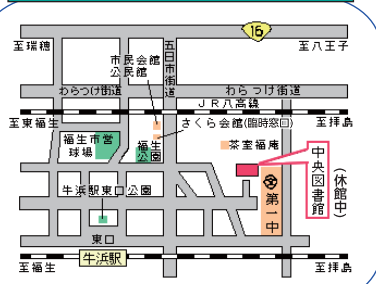 16
至瑞穂
至八王子
五日市街道
市民会館
公民館
わらつけ街道
わらつけ街道
JR八高線
至東福生
さくら会館(臨時窓口)
至拝島
福生市営
球場
福生
公園
茶室福庵
中央図書館
(休館中)
牛浜駅東口公園
文
第一中
東口
至福生
牛浜駅
至拝島